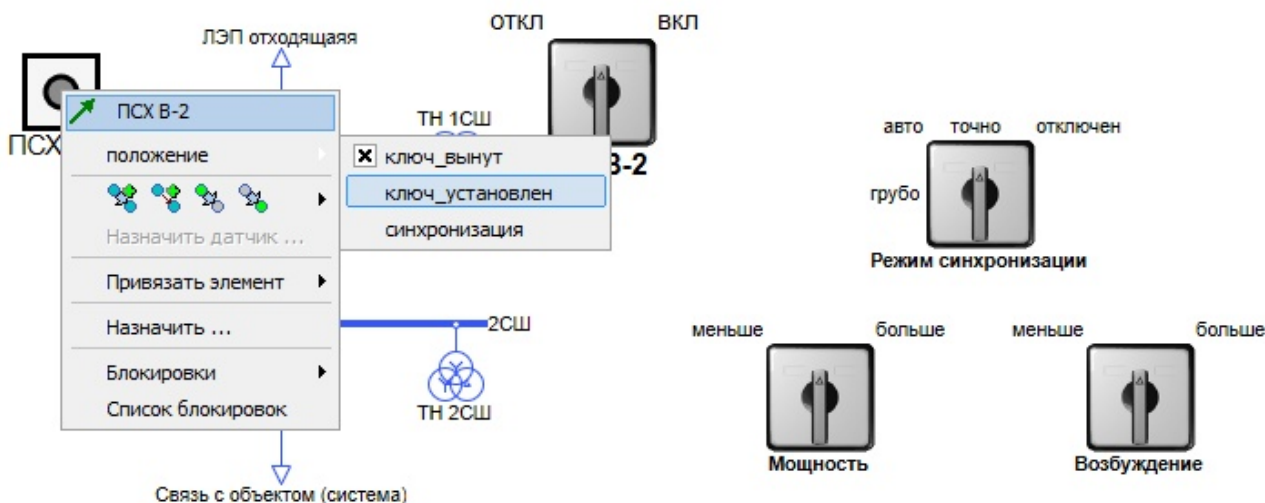 ОТКЛ ВКЛ
ЛЭП отходящаяя
ПСХ
ПСХ В-2
положение
Назначить датчик ...
Привязать элемент
Назначить ...
Блокировки
Список блокировок
ТН 1СШ
ключ_вынут
ключ_установлен
синхронизация
В-2
2СШ
ТН 2СШ
Связь с объектом (система)
авто точно отключен
грубо
Режим синхронизации
меньше больше
Мощность
меньше больше
Возбуждение